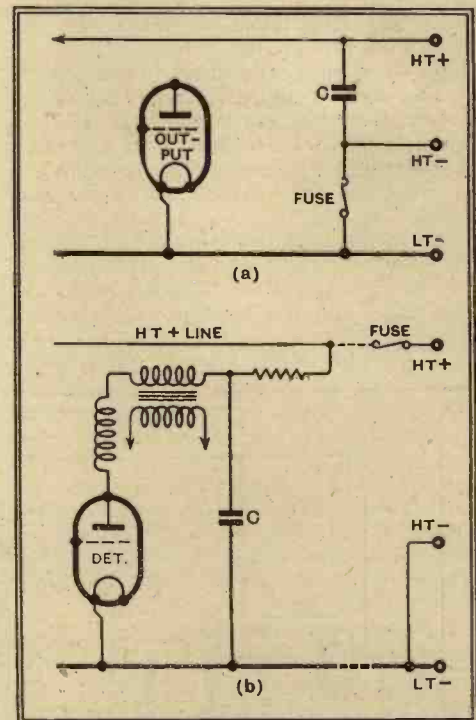 HT+
C
OUT-
PUT
HT-
FUSE
LT-
(a)
HT + LINE
FUSE
HT+
C
HT-
DET.
LT-
(b)